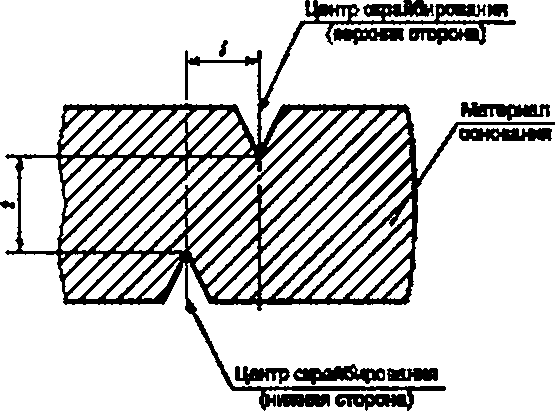 Центр скрайбирования
(верхняя сторона)
Материал
основания
Центр скрайбирования
(нижняя сторона)